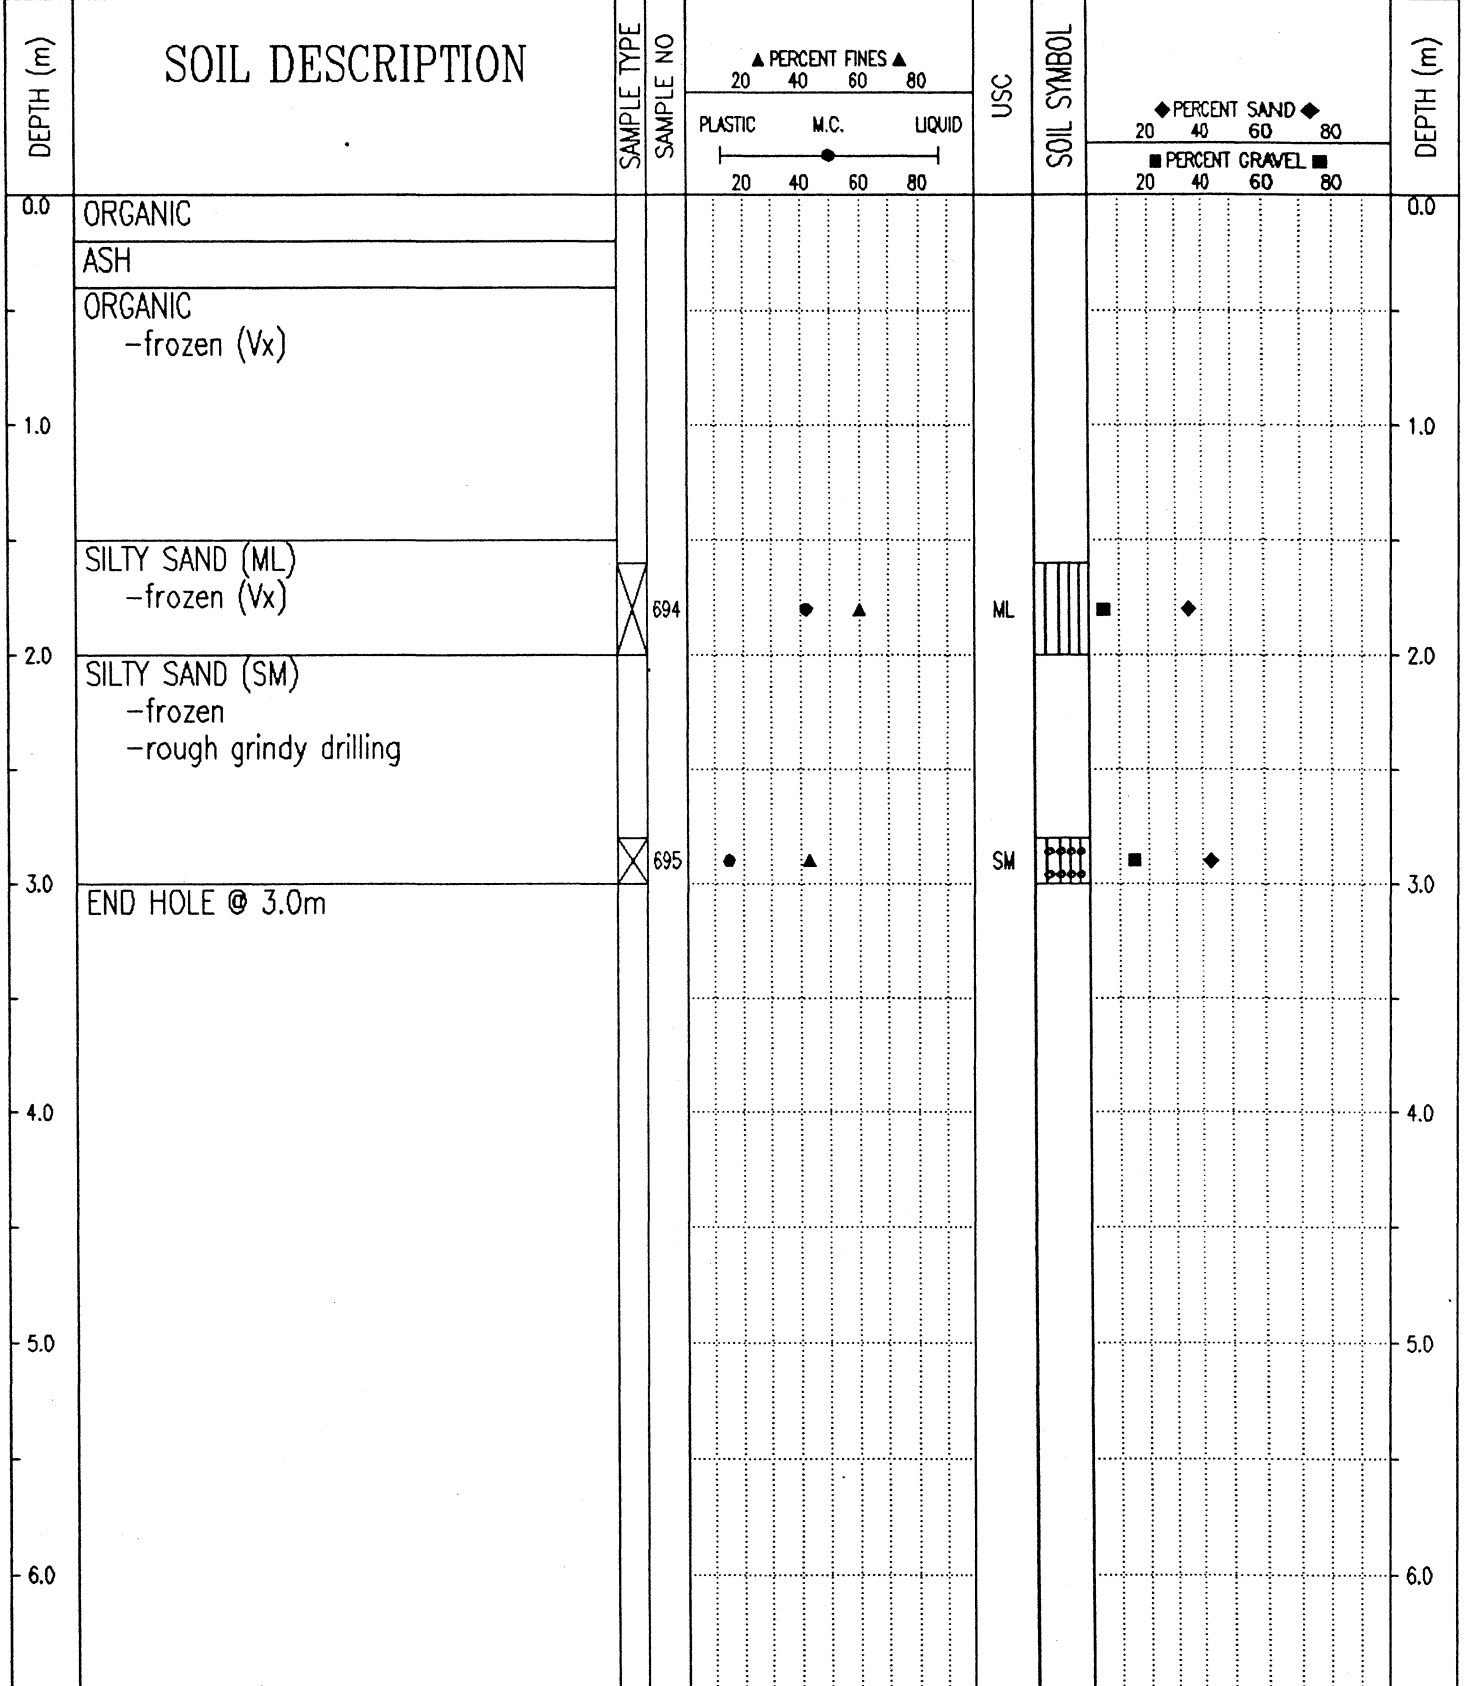 DEPTH (m)
SOIL DESCRIPTION
SAMPLE TYPE
SAMPLE NO
▲ PERCENT FINES ▲
20 40 60 80
PLASTIC M.C. LIQUID
20 40 60 80
USC
SOIL SYMBOL
◆ PERCENT SAND ◆
20 40 60 80
■ PERCENT GRAVEL ■
20 40 60 80
DEPTH (m)
0.0 ORGANIC 0.0
ASH
ORGANIC
-frozen (Vx)
1.0 1.0
SILTY SAND (ML)
-frozen (Vx)
694 ML
2.0 2.0
SILTY SAND (SM)
-frozen
-rough grindy drilling
695 SM
3.0 3.0
END HOLE @ 3.0m
4.0 4.0
5.0 5.0
6.0 6.0